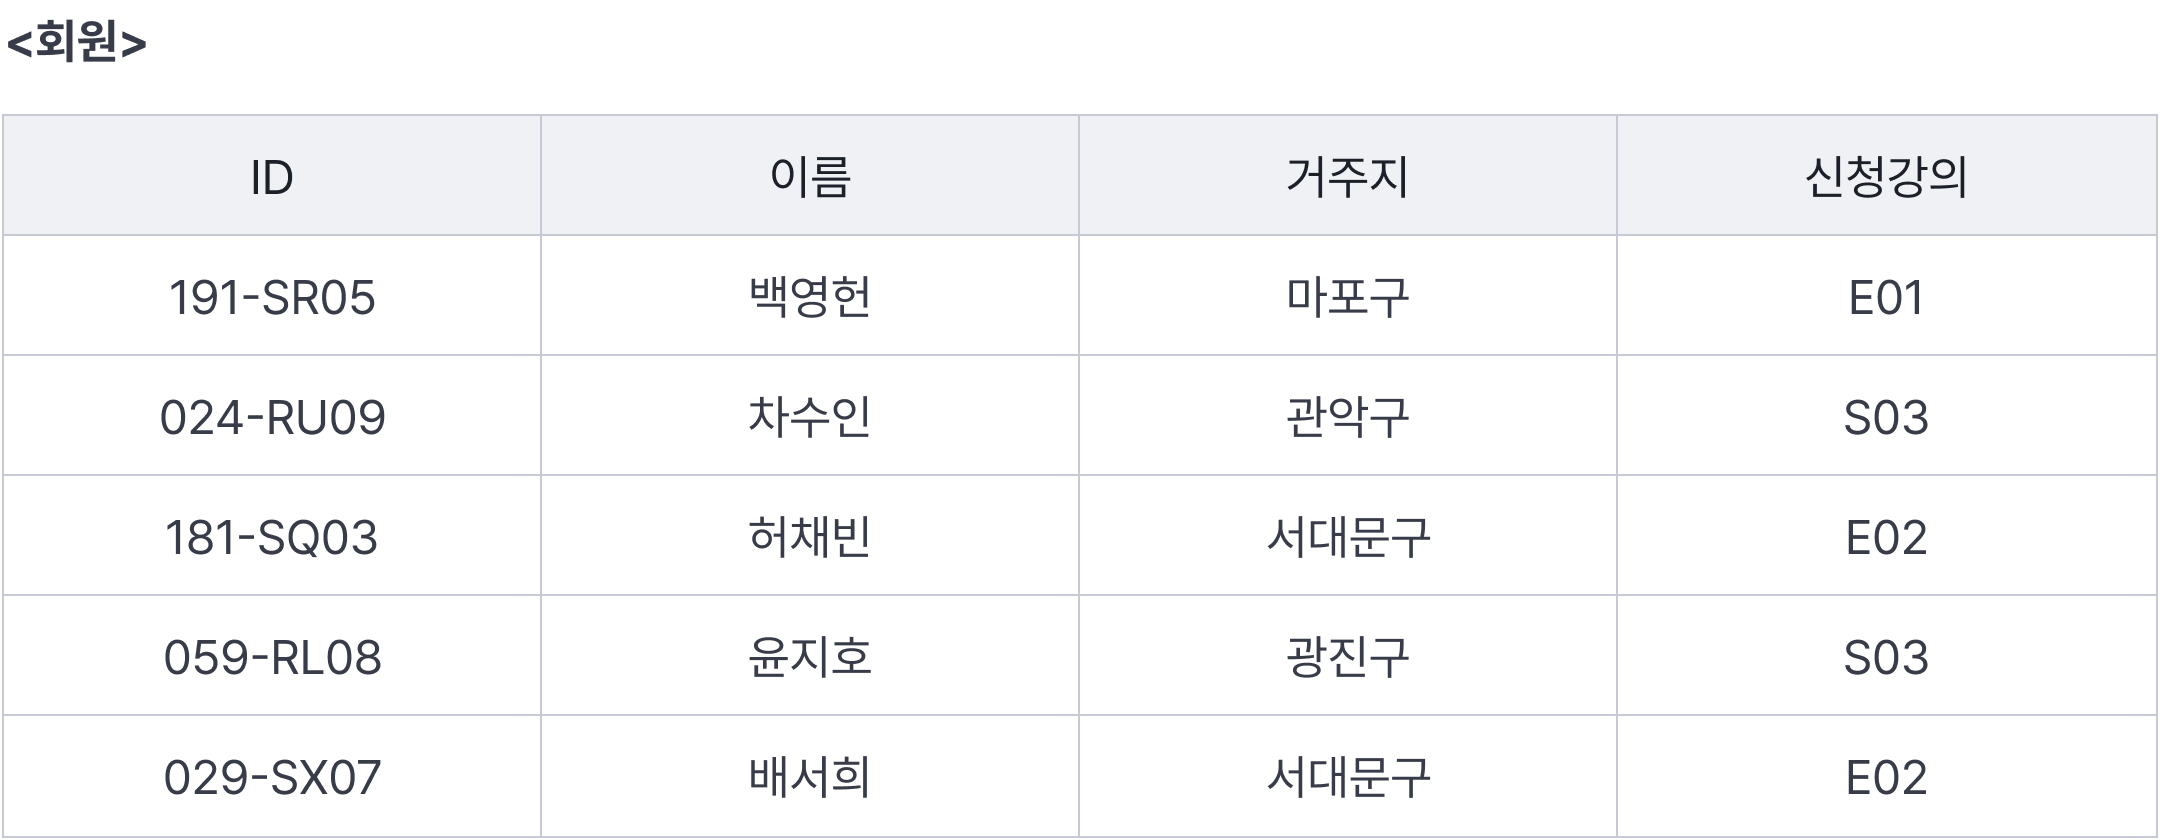 <회원>
ID 이름 거주지 신청강의
191-SR05 백영헌 마포구 E01
024-RU09 차수인 관악구 S03
181-SQ03 허채빈 서대문구 E02
059-RL08 윤지호 광진구 S03
029-SX07 배서희 서대문구 E02